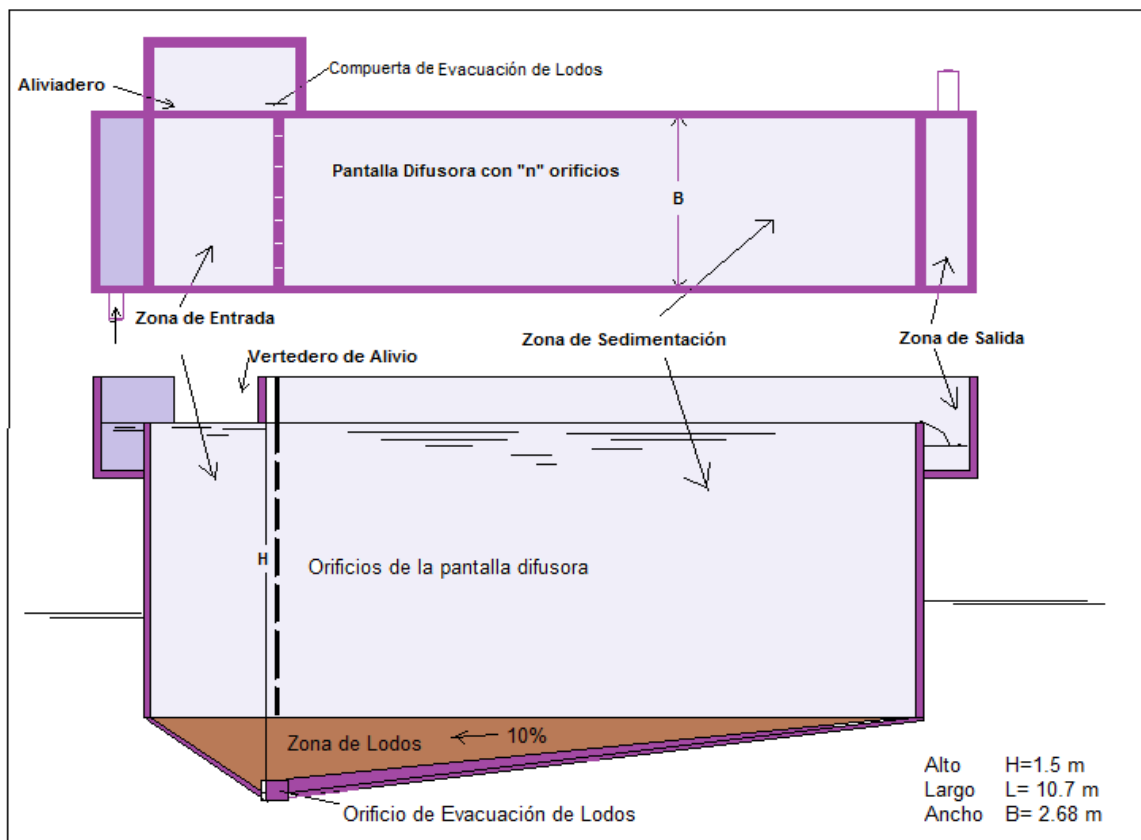 Compuerta de Evacuación de Lodos
Aliviadero
Pantalla Difusora con "n" orificios
B
Zona de Entrada
Zona de Sedimentación
Zona de Salida
Vertedero de Alivio
H
Orificios de la pantalla difusora
Zona de Lodos
10%
Orificio de Evacuación de Lodos
Alto H=1.5 m
Largo L= 10.7 m
Ancho B= 2.68 m